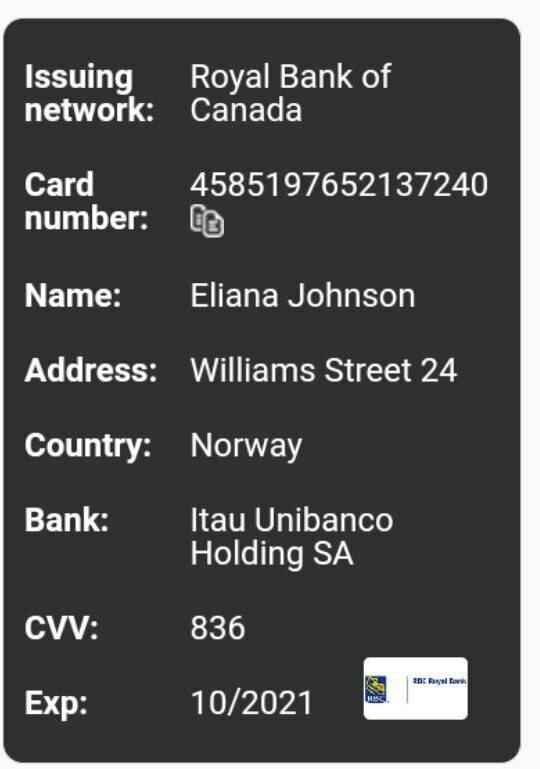 Issuing network: Royal Bank of Canada
Card number: 4585197652137240
Name: Eliana Johnson
Address: Williams Street 24
Country: Norway
Bank: Itau Unibanco Holding SA
CVV: 836
Exp: 10/2021
RBC
RBC Royal Bank